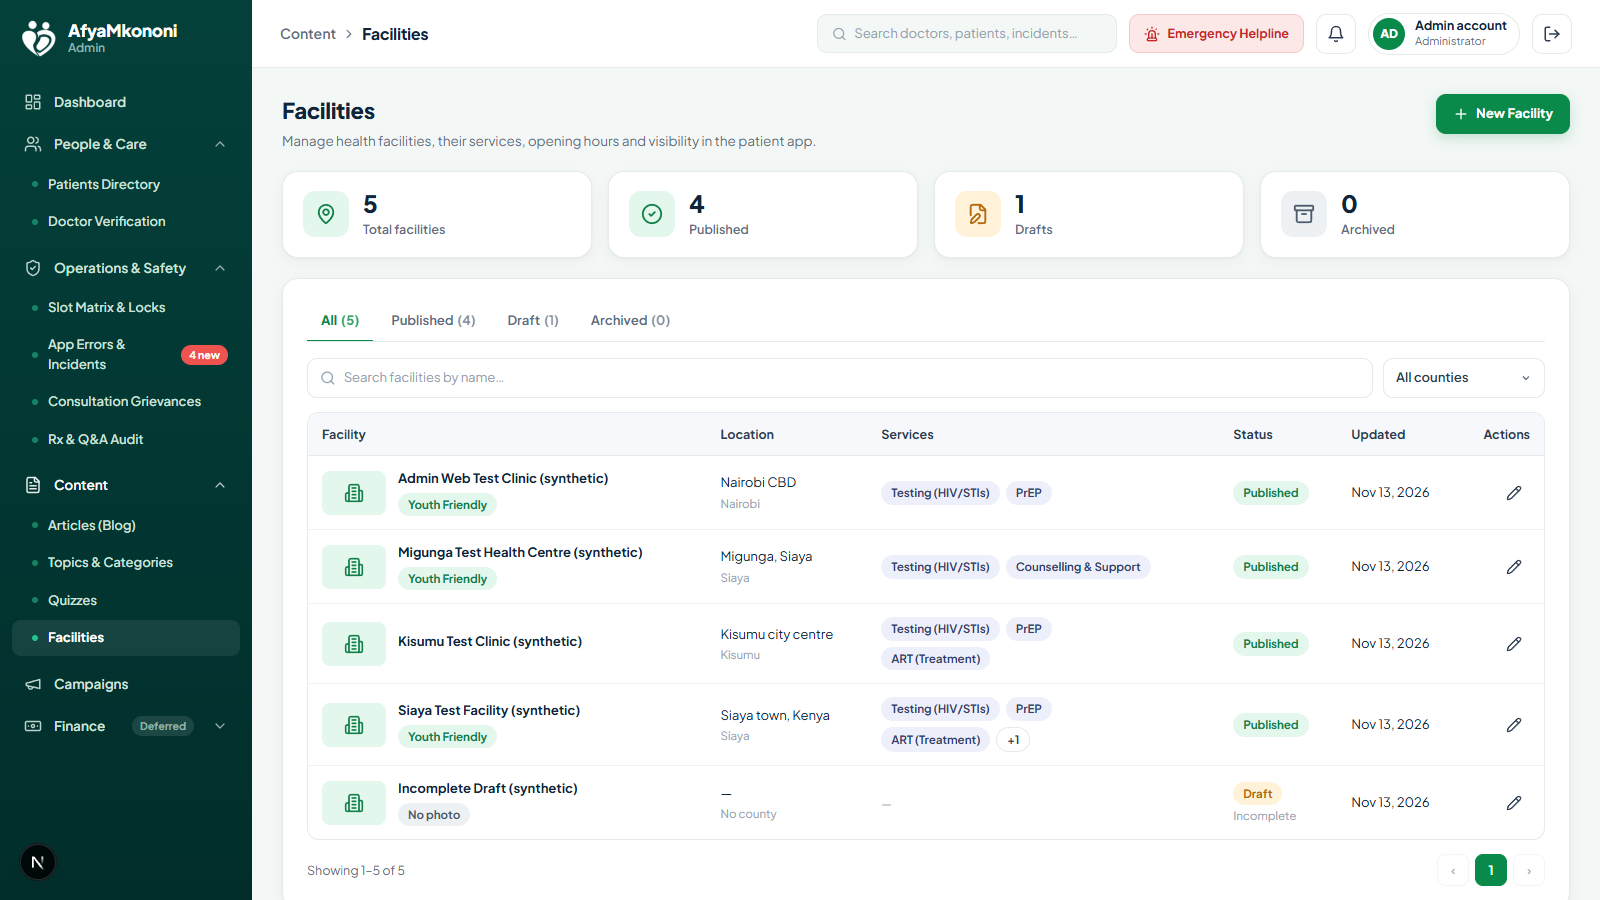 AfyaMkononi
Admin
Dashboard
People & Care
Patients Directory
Doctor Verification
Operations & Safety
Slot Matrix & Locks
App Errors &
Incidents
4 new
Consultation Grievances
Rx & Q&A Audit
Content
Articles (Blog)
Topics & Categories
Quizzes
Facilities
Campaigns
Finance
Deferred
N
Content > Facilities
Search doctors, patients, incidents...
Emergency Helpline
AD
Admin account
Administrator
Facilities
Manage health facilities, their services, opening hours and visibility in the patient app.
+ New Facility
5
Total facilities
4
Published
1
Drafts
0
Archived
All (5)
Published (4)
Draft (1)
Archived (0)
Search facilities by name...
All counties
Facility Location Services Status Updated Actions
Admin Web Test Clinic (synthetic)
Youth Friendly
Nairobi CBD
Nairobi
Testing (HIV/STIs) PrEP
Published
Nov 13, 2026
Migunga Test Health Centre (synthetic)
Youth Friendly
Migunga, Siaya
Siaya
Testing (HIV/STIs) Counselling & Support
Published
Nov 13, 2026
Kisumu Test Clinic (synthetic)
Kisumu city centre
Kisumu
Testing (HIV/STIs) PrEP
ART (Treatment)
Published
Nov 13, 2026
Siaya Test Facility (synthetic)
Youth Friendly
Siaya town, Kenya
Siaya
Testing (HIV/STIs) PrEP
ART (Treatment) +1
Published
Nov 13, 2026
Incomplete Draft (synthetic)
No photo
—
No county
—
Draft
Incomplete
Nov 13, 2026
Showing 1–5 of 5
‹ 1 ›